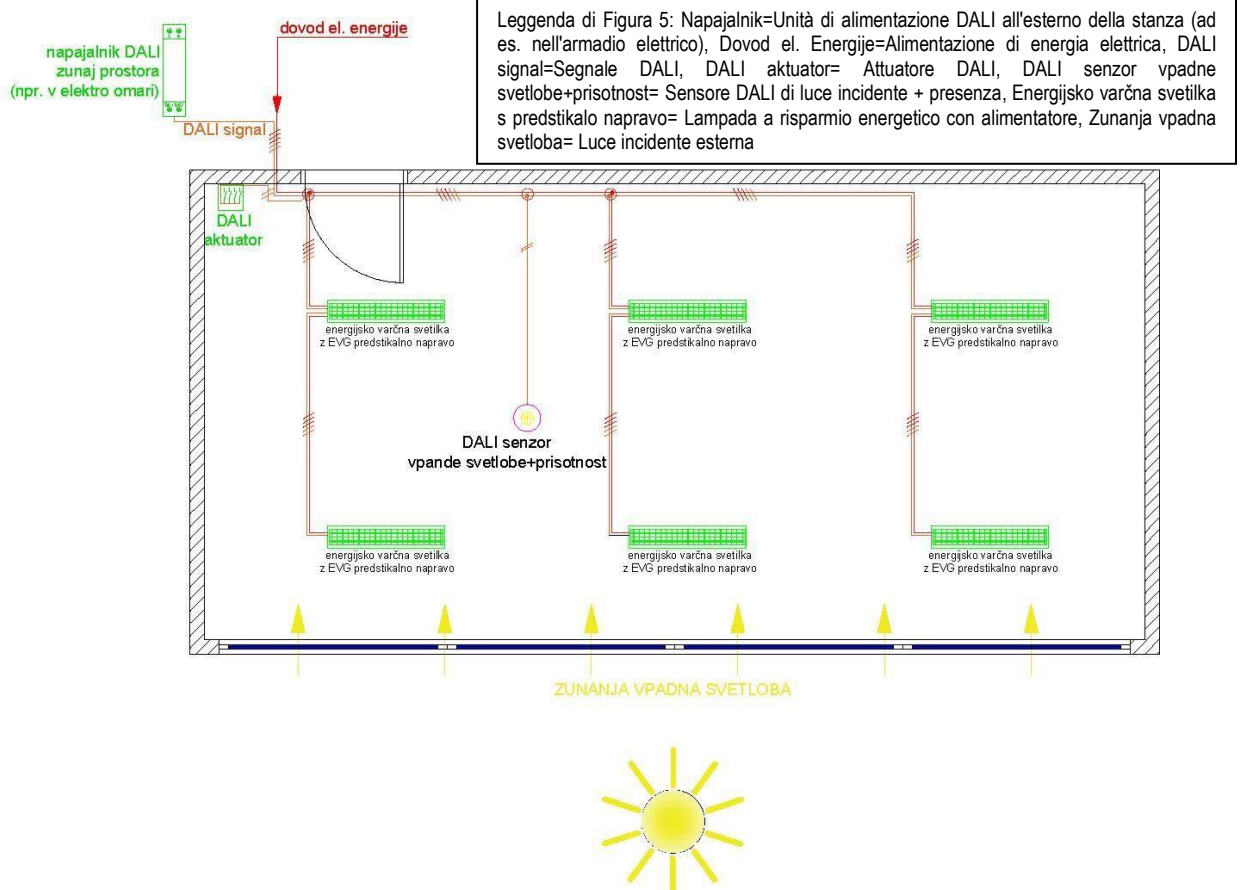 napajalnik DALI
zunaj prostora
(npr. v elektro omari)
dovod el. energije
DALI signal
Leggenda di Figura 5: Napajalnik=Unità di alimentazione DALI all'esterno della stanza (ad
es. nell'armadio elettrico), Dovod el. Energije=Alimentazione di energia elettrica, DALI
signal=Segnale DALI, DALI aktuator= Attuatore DALI, DALI senzor vpadne
svetlobe+prisotnost= Sensore DALI di luce incidente + presenza, Energijsko varčna svetilka
s predstikalo napravo= Lampada a risparmio energetico con alimentatore, Zunanja vpadna
svetloba= Luce incidente esterna
DALI
aktuator
energijsko varčna svetilka
z EVG predstikalno napravo
energijsko varčna svetilka
z EVG predstikalno napravo
energijsko varčna svetilka
z EVG predstikalno napravo
DALI senzor
vpande svetlobe+prisotnost
energijsko varčna svetilka
z EVG predstikalno napravo
energijsko varčna svetilka
z EVG predstikalno napravo
energijsko varčna svetilka
z EVG predstikalno napravo
ZUNANJA VPADNA SVETLOBA